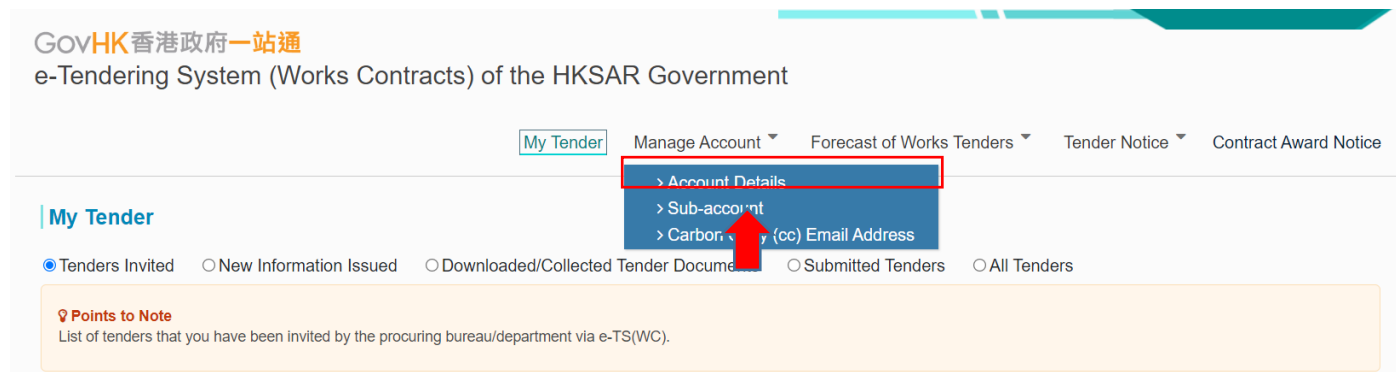 GovHK香港政府一站通
e-Tendering System (Works Contracts) of the HKSAR Government
My Tender Manage Account Forecast of Works Tenders Tender Notice Contract Award Notice
> Account Details
> Sub-account
> Carbon (cc) Email Address
My Tender
Tenders Invited New Information Issued Downloaded/Collected Tender Documents Submitted Tenders All Tenders
Points to Note
List of tenders that you have been invited by the procuring bureau/department via e-TS(WC).